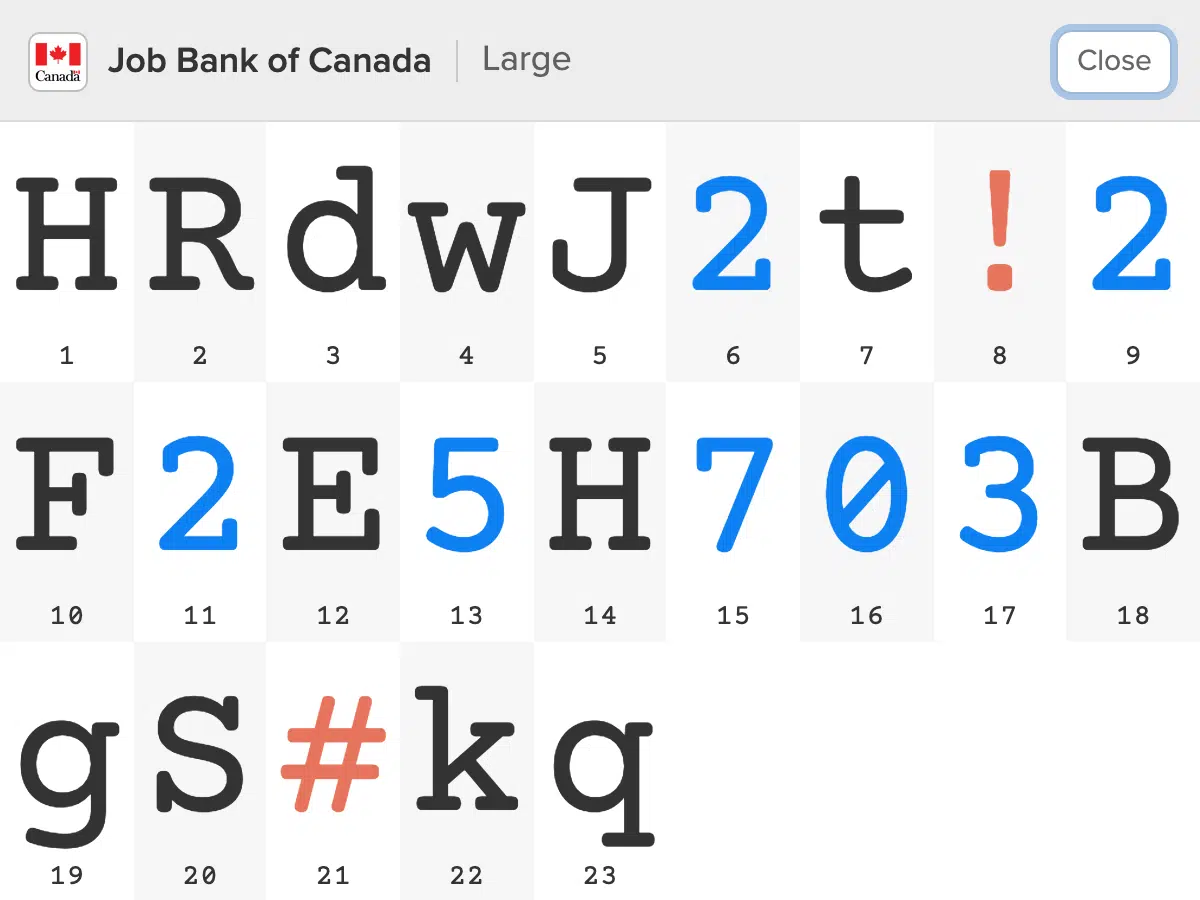 Canada
Job Bank of Canada | Large
Close
H R d w J 2 t ! 2
1 2 3 4 5 6 7 8 9
F 2 E 5 H 7 0 3 B
10 11 12 13 14 15 16 17 18
g S # k q
19 20 21 22 23